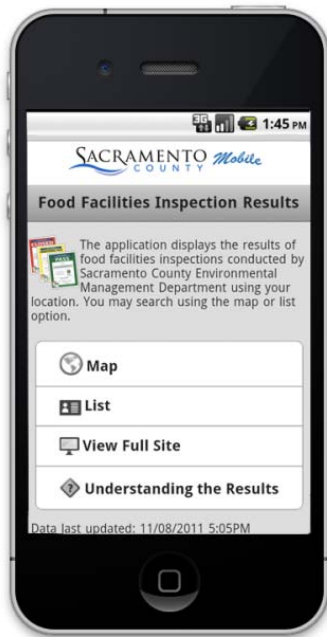 3G 1:45 PM
SACRAMENTO Mobile
COUNTY
Food Facilities Inspection Results
PASS
The application displays the results of
food facilities inspections conducted by
Sacramento County Environmental
Management Department using your
location. You may search using the map or list
option.
Map
List
View Full Site
Understanding the Results
Data last updated: 11/08/2011 5:05PM